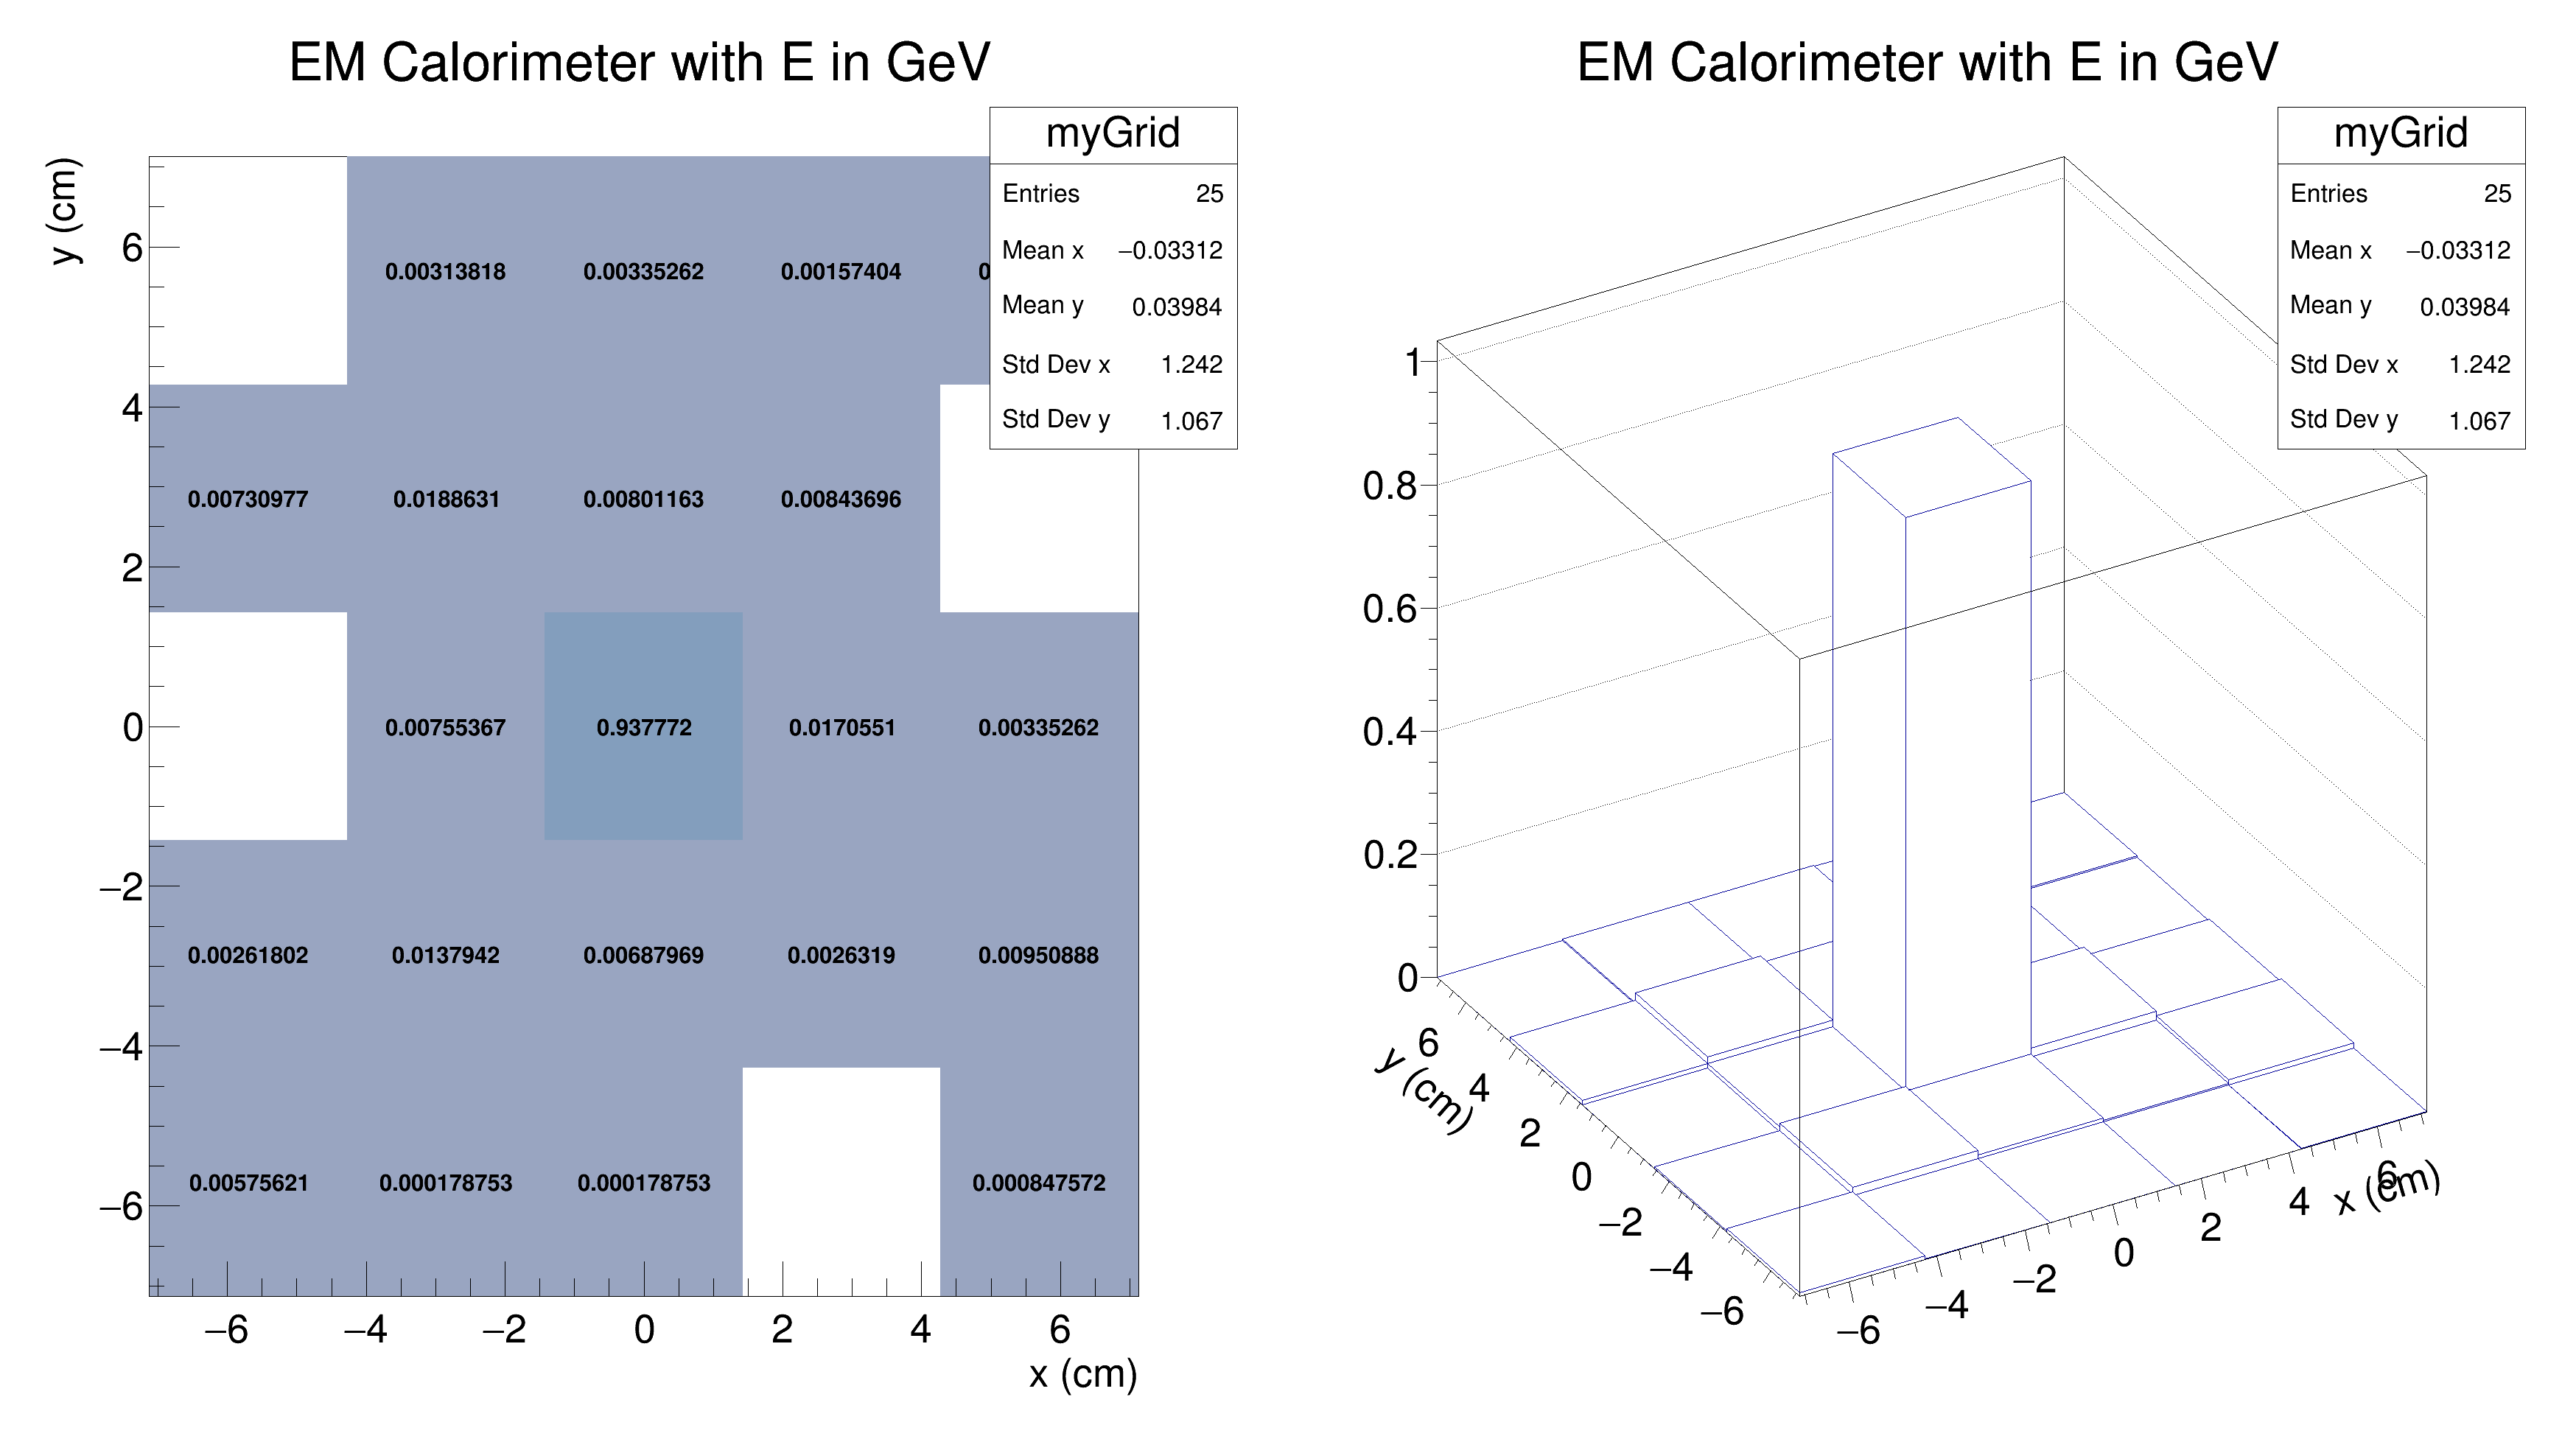 EM Calorimeter with E in GeV
myGrid
Entries 25
Mean x −0.03312
Mean y 0.03984
Std Dev x 1.242
Std Dev y 1.067
y (cm)
6
4
2
0
−2
−4
−6
0.00313818 0.00335262 0.00157404
0.00730977 0.0188631 0.00801163 0.00843696
0.00755367 0.937772 0.0170551 0.00335262
0.00261802 0.0137942 0.00687969 0.0026319 0.00950888
0.00575621 0.000178753 0.000178753 0.000847572
−6 −4 −2 0 2 4 6
x (cm)
EM Calorimeter with E in GeV
myGrid
Entries 25
Mean x −0.03312
Mean y 0.03984
Std Dev x 1.242
Std Dev y 1.067
1
0.8
0.6
0.4
0.2
0
y (cm)
6
4
2
0
−2
−4
−6
−6 −4 −2 0 2 4 6
x (cm)